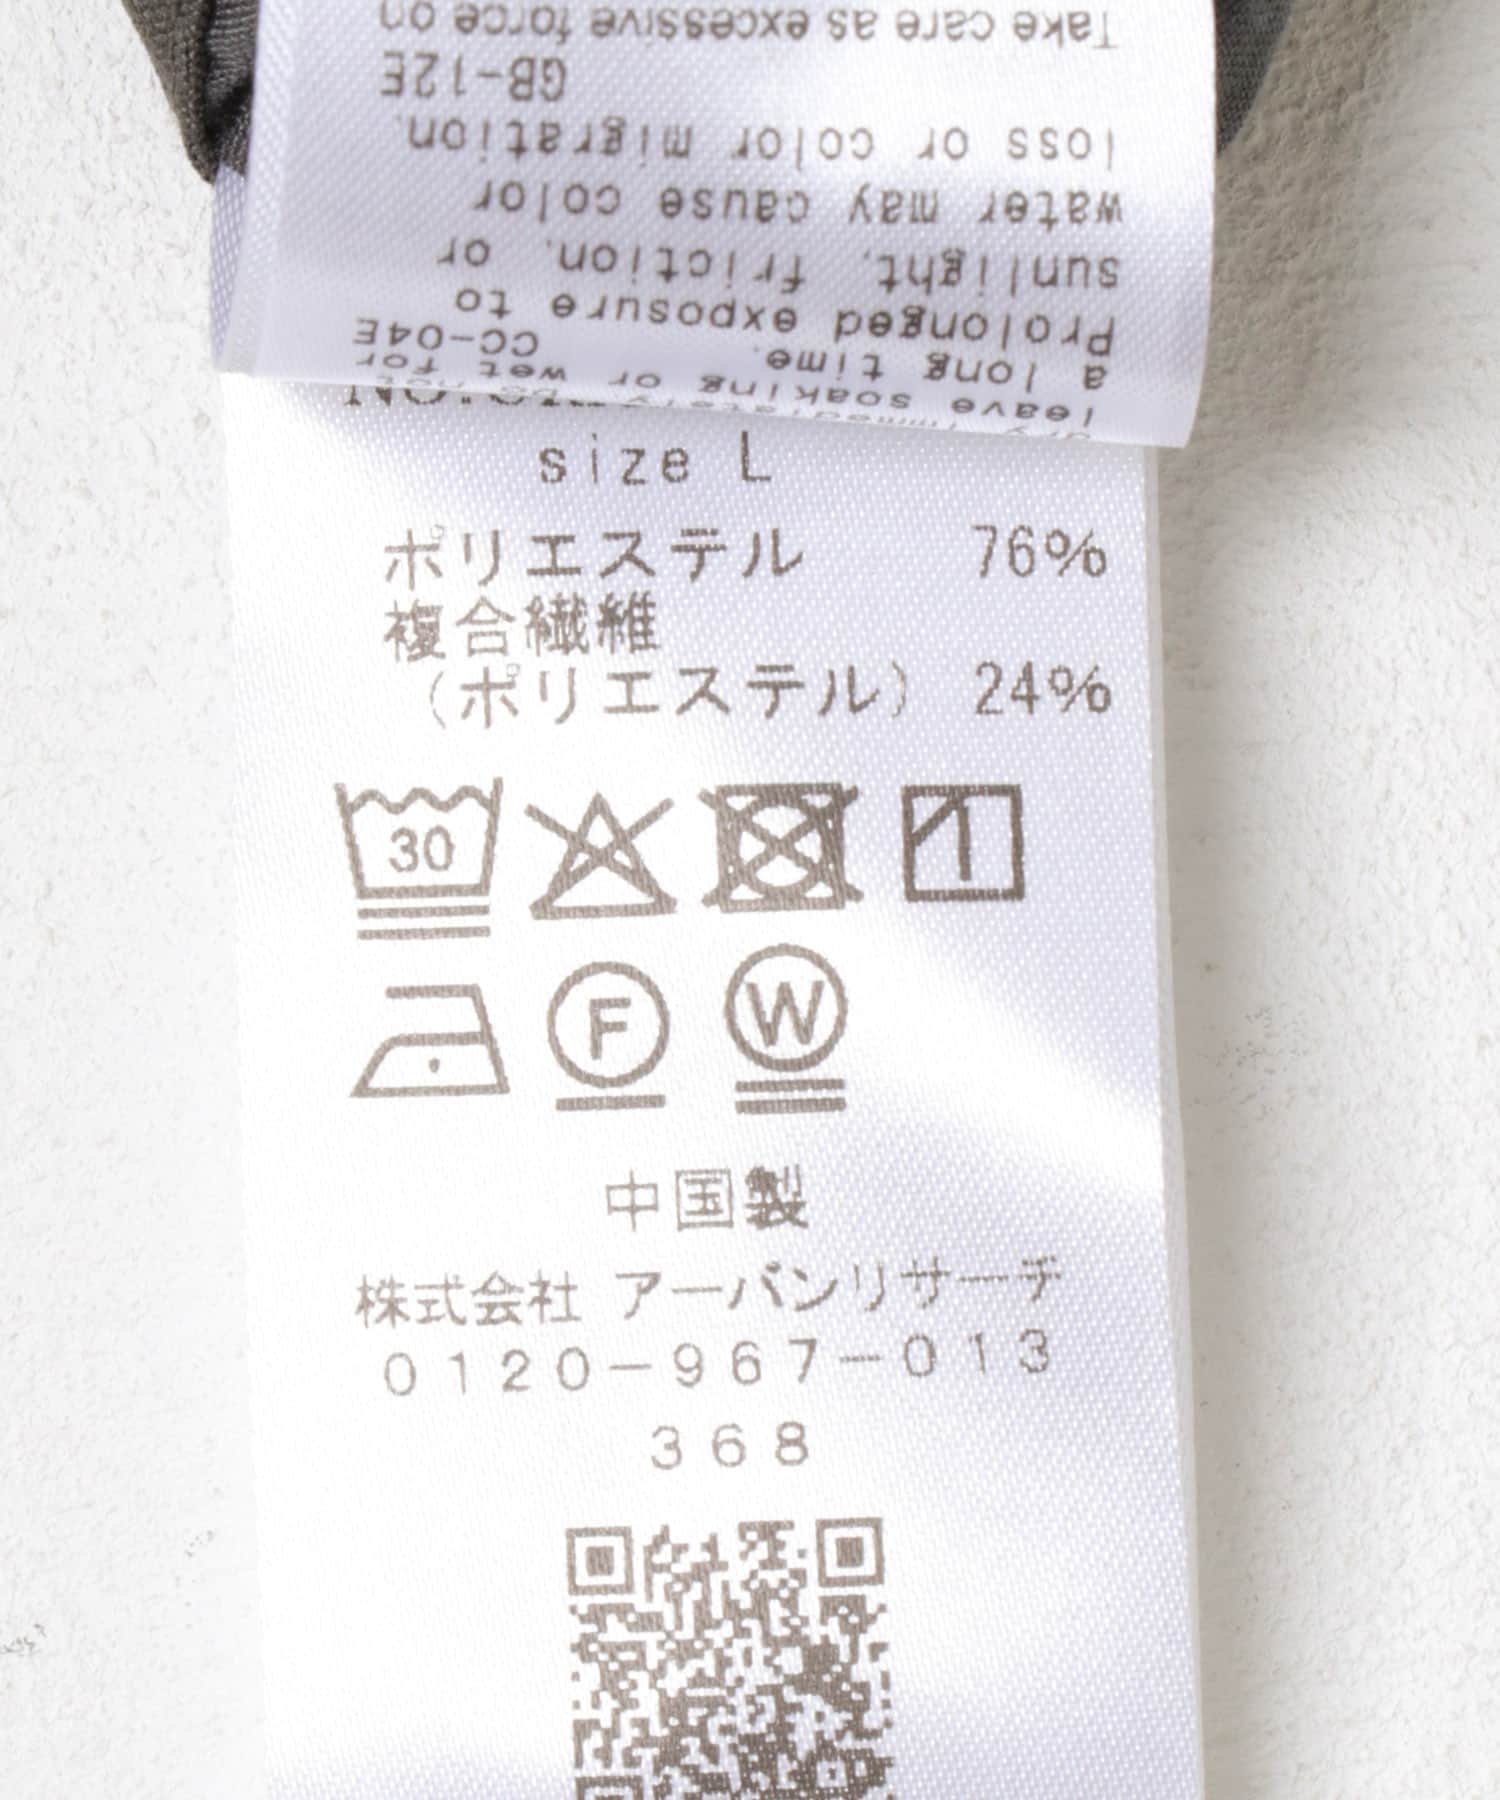 Take care as excessive force on
GB-12E
loss or color migration.
water may cause color
sunlight, friction, or
Prolonged exposure to
CC-04E
a long time.
leave soaking or wet for
size L
ポリエステル 76%
複合繊維
(ポリエステル) 24%
30
F
W
中国製
株式会社 アーバンリサーチ
0120-967-013
368